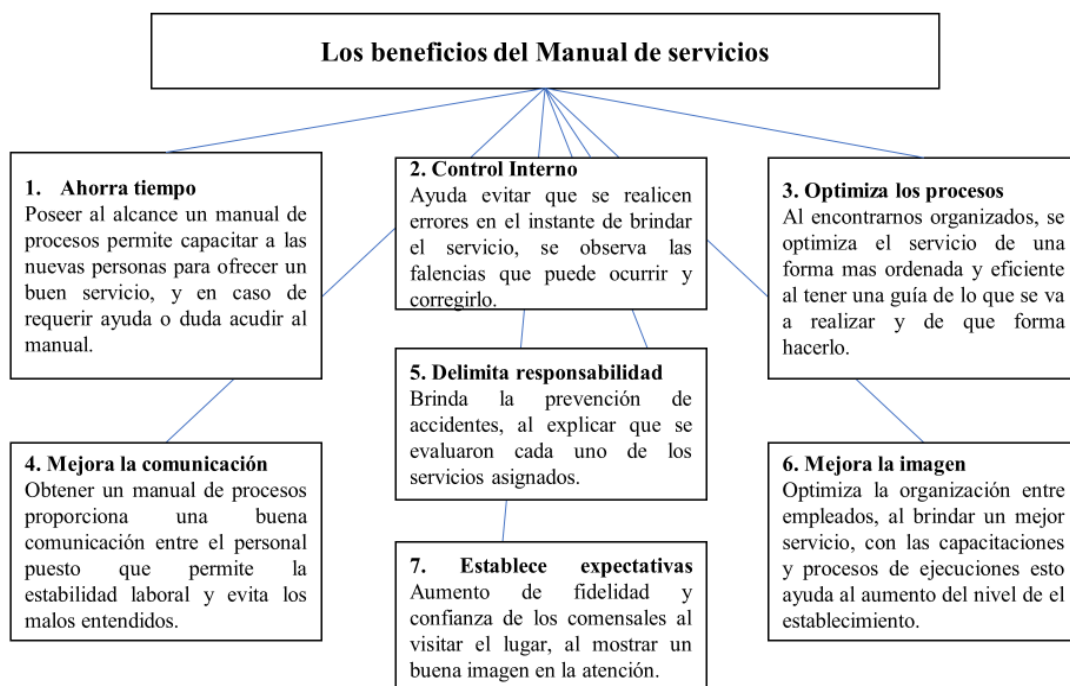 Los beneficios del Manual de servicios
1. Ahorra tiempo
Poseer al alcance un manual de
procesos permite capacitar a las
nuevas personas para ofrecer un
buen servicio, y en caso de
requerir ayuda o duda acudir al
manual.
2. Control Interno
Ayuda evitar que se realicen
errores en el instante de brindar
el servicio, se observa las
falencias que puede ocurrir y
corregirlo.
3. Optimiza los procesos
Al encontrarnos organizados, se
optimiza el servicio de una
forma mas ordenada y eficiente
al tener una guía de lo que se va
a realizar y de que forma
hacerlo.
4. Mejora la comunicación
Obtener un manual de procesos
proporciona una buena
comunicación entre el personal
puesto que permite la
estabilidad laboral y evita los
malos entendidos.
5. Delimita responsabilidad
Brinda la prevención de
accidentes, al explicar que se
evaluaron cada uno de los
servicios asignados.
6. Mejora la imagen
Optimiza la organización entre
empleados, al brindar un mejor
servicio, con las capacitaciones
y procesos de ejecuciones esto
ayuda al aumento del nivel de el
establecimiento.
7. Establece expectativas
Aumento de fidelidad y
confianza de los comensales al
visitar el lugar, al mostrar un
buena imagen en la atención.